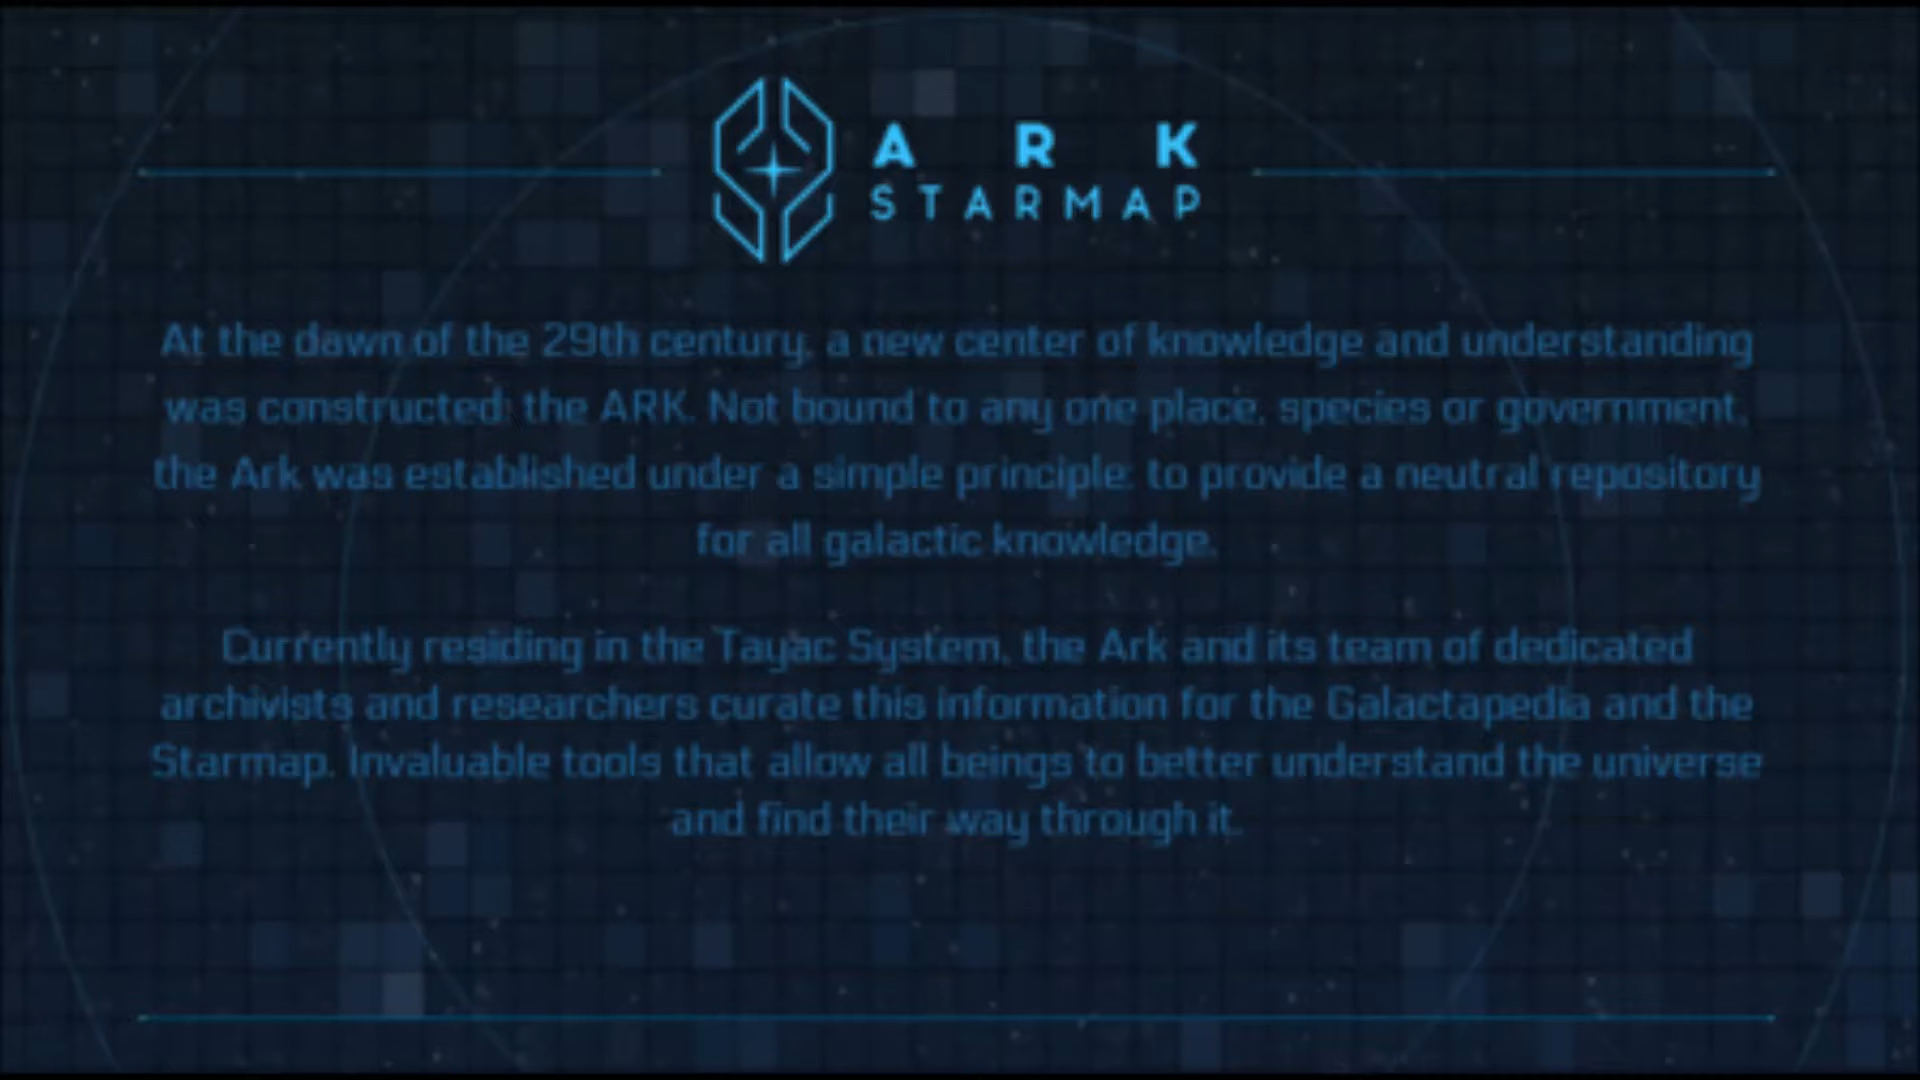 ARK
STARMAP
At the dawn of the 29th century, a new center of knowledge and understanding
was constructed: the ARK. Not bound to any one place, species or government,
the Ark was established under a simple principle: to provide a neutral repository
for all galactic knowledge.
Currently residing in the Tayac System, the Ark and its team of dedicated
archivists and researchers curate this information for the Galactapedia and the
Starmap. Invaluable tools that allow all beings to better understand the universe
and find their way through it.